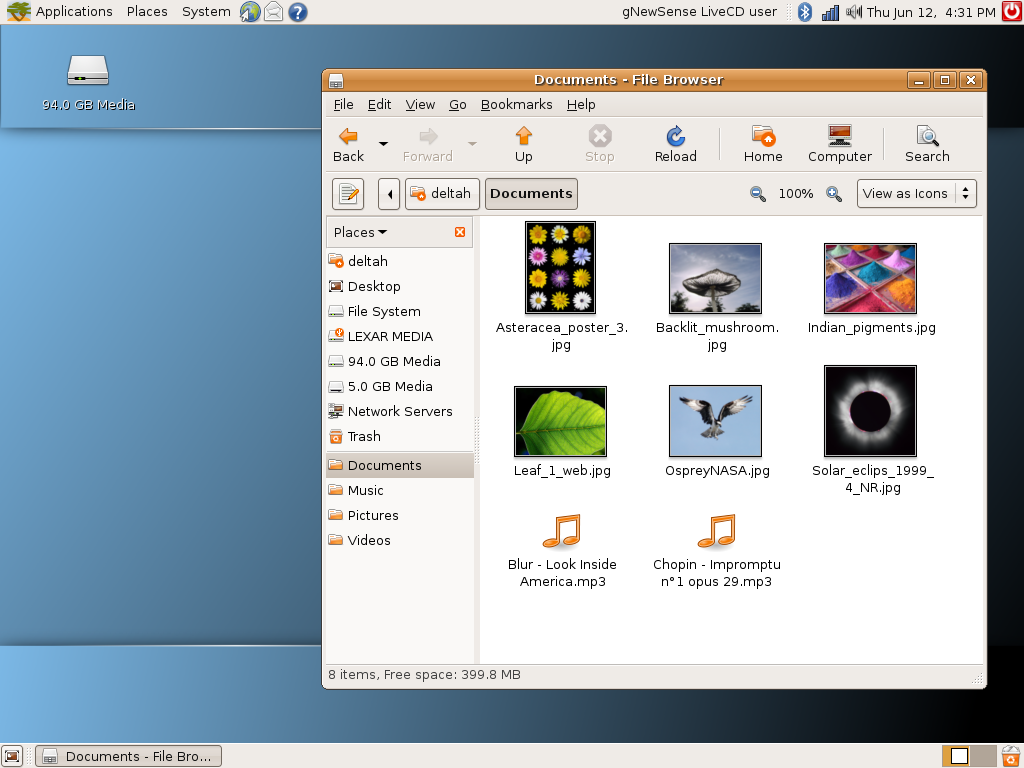 Applications Places System gNewSense LiveCD user Thu Jun 12, 4:31 PM
94.0 GB Media
Documents - File Browser
File Edit View Go Bookmarks Help
Back Forward Up Stop Reload Home Computer Search
deltah Documents 100% View as Icons
Places
deltah
Desktop
File System
LEXAR MEDIA
94.0 GB Media
5.0 GB Media
Network Servers
Trash
Documents
Music
Pictures
Videos
Asteracea_poster_3.
jpg
Backlit_mushroom.
jpg
Indian_pigments.jpg
Leaf_1_web.jpg
OspreyNASA.jpg
Solar_eclips_1999_
4_NR.jpg
Blur - Look Inside
America.mp3
Chopin - Impromptu
n°1 opus 29.mp3
8 items, Free space: 399.8 MB
Documents - File Bro...